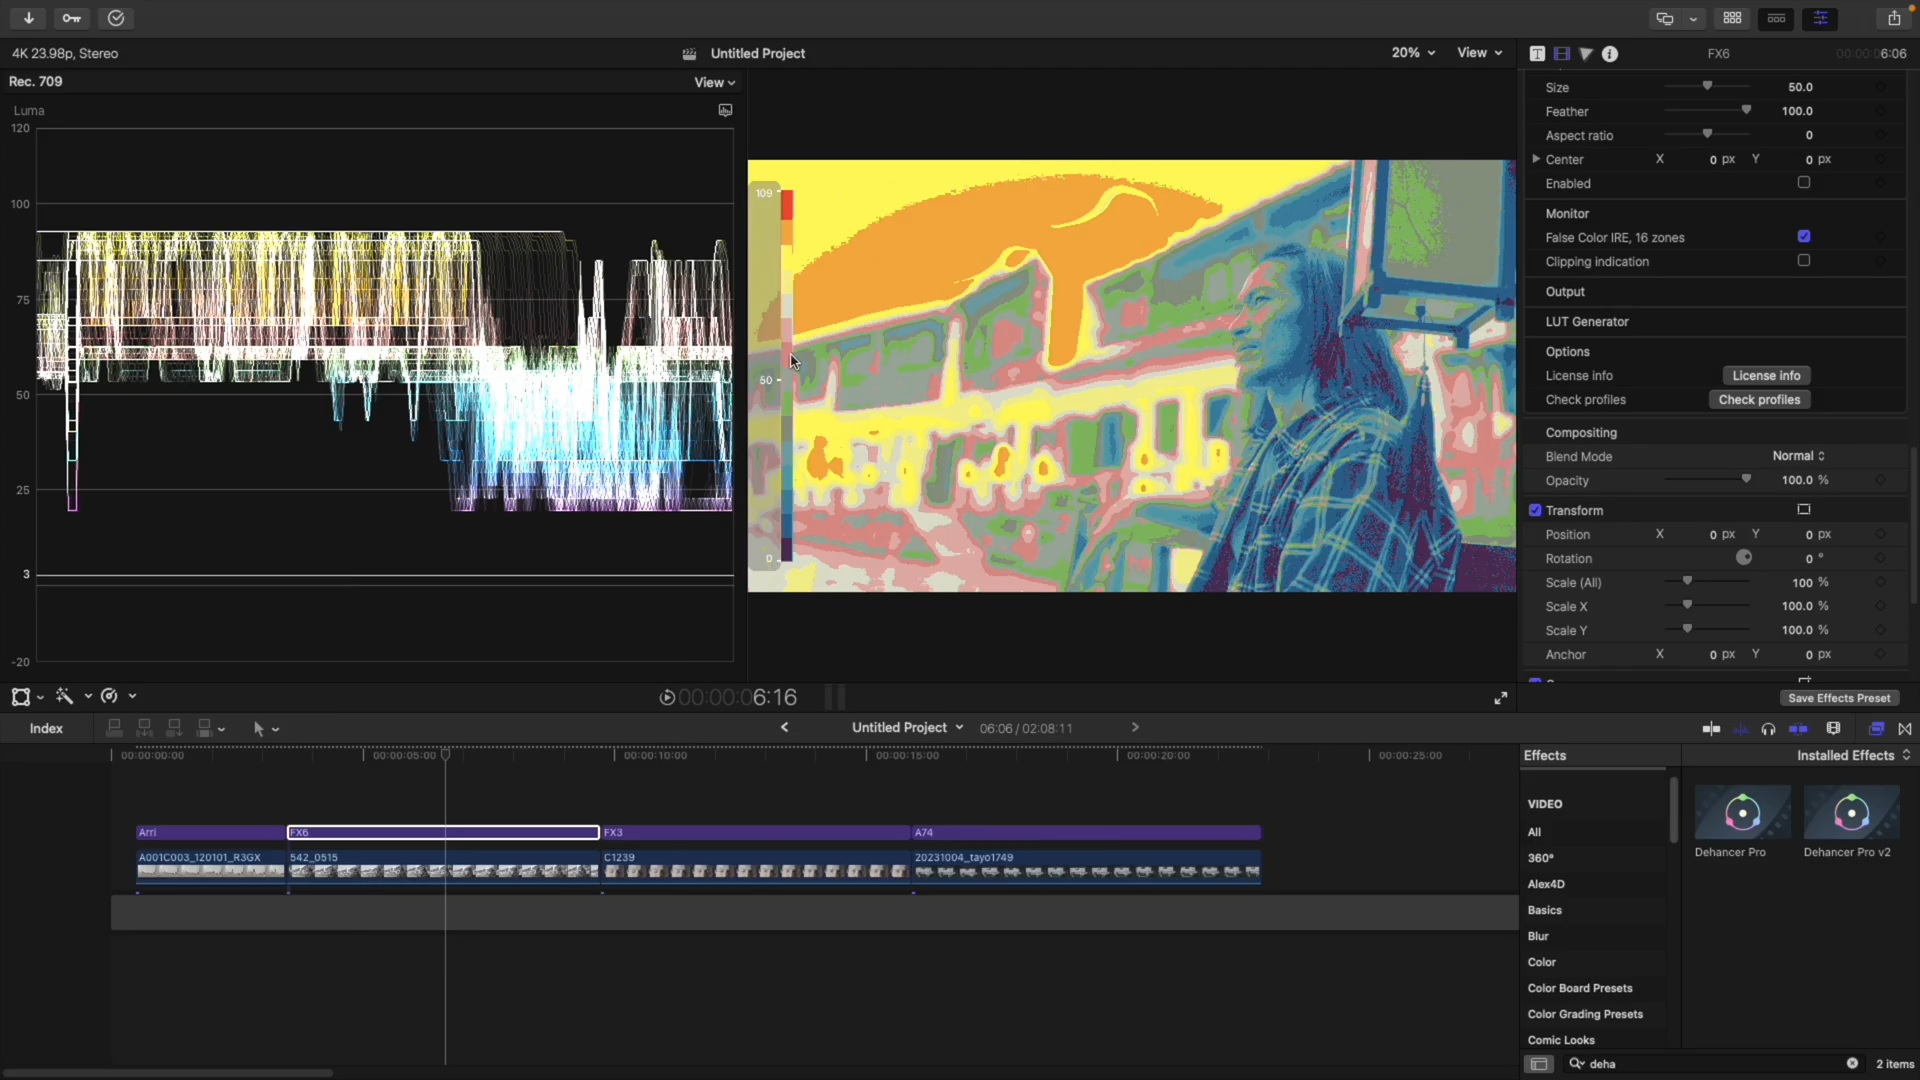 4K 23.98p, Stereo
Untitled Project
20%
View
FX6
00:00:06:06
Rec. 709
View
Luma
120
100
75
50
25
3
-20
109
50
0
Size 50.0
Feather 100.0
Aspect ratio 0
Center X 0 px Y 0 px
Enabled
Monitor
False Color IRE, 16 zones
Clipping indication
Output
LUT Generator
Options
License info License info
Check profiles Check profiles
Compositing
Blend Mode Normal
Opacity 100.0 %
Transform
Position X 0 px Y 0 px
Rotation 0 °
Scale (All) 100 %
Scale X 100.0 %
Scale Y 100.0 %
Anchor X 0 px Y 0 px
Save Effects Preset
00:00:06:16
Index
Untitled Project
06:06 / 02:08:11
00:00:00:00
00:00:05:00
00:00:10:00
00:00:15:00
00:00:20:00
00:00:25:00
Arri
FX6
FX3
A74
A001C003_120101_R3GX
542_0515
C1239
20231004_tayo1749
Effects
Installed Effects
VIDEO
All
360°
Alex4D
Basics
Blur
Color
Color Board Presets
Color Grading Presets
Comic Looks
Dehancer Pro
Dehancer Pro v2
deha
2 items